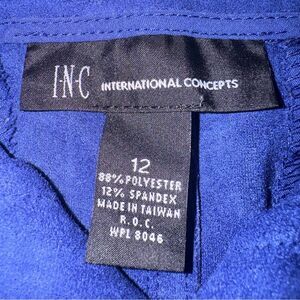 I·N·C INTERNATIONAL CONCEPTS
12
88% POLYESTER
12% SPANDEX
MADE IN TAIWAN
R.O.C.
WPL 8046